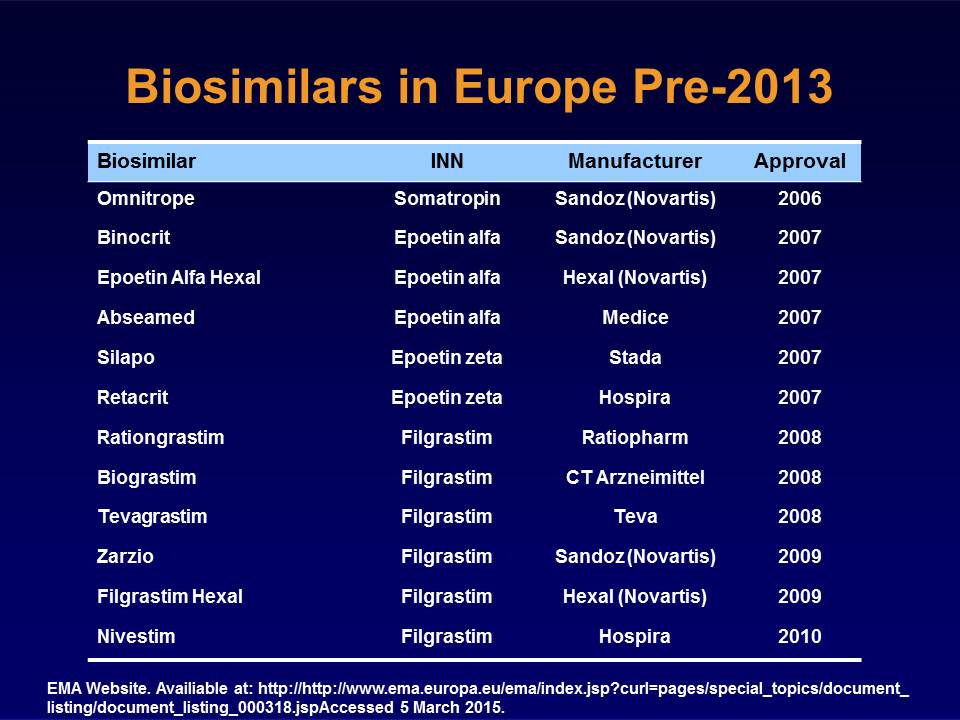 Biosimilars in Europe Pre-2013
Biosimilar INN Manufacturer Approval
Omnitrope Somatropin Sandoz (Novartis) 2006
Binocrit Epoetin alfa Sandoz (Novartis) 2007
Epoetin Alfa Hexal Epoetin alfa Hexal (Novartis) 2007
Abseamed Epoetin alfa Medice 2007
Silapo Epoetin zeta Stada 2007
Retacrit Epoetin zeta Hospira 2007
Rationgrastim Filgrastim Ratiopharm 2008
Biograstim Filgrastim CT Arzneimittel 2008
Tevagrastim Filgrastim Teva 2008
Zarzio Filgrastim Sandoz (Novartis) 2009
Filgrastim Hexal Filgrastim Hexal (Novartis) 2009
Nivestim Filgrastim Hospira 2010
EMA Website. Availiable at: http://http://www.ema.europa.eu/ema/index.jsp?curl=pages/special_topics/document_
listing/document_listing_000318.jspAccessed 5 March 2015.